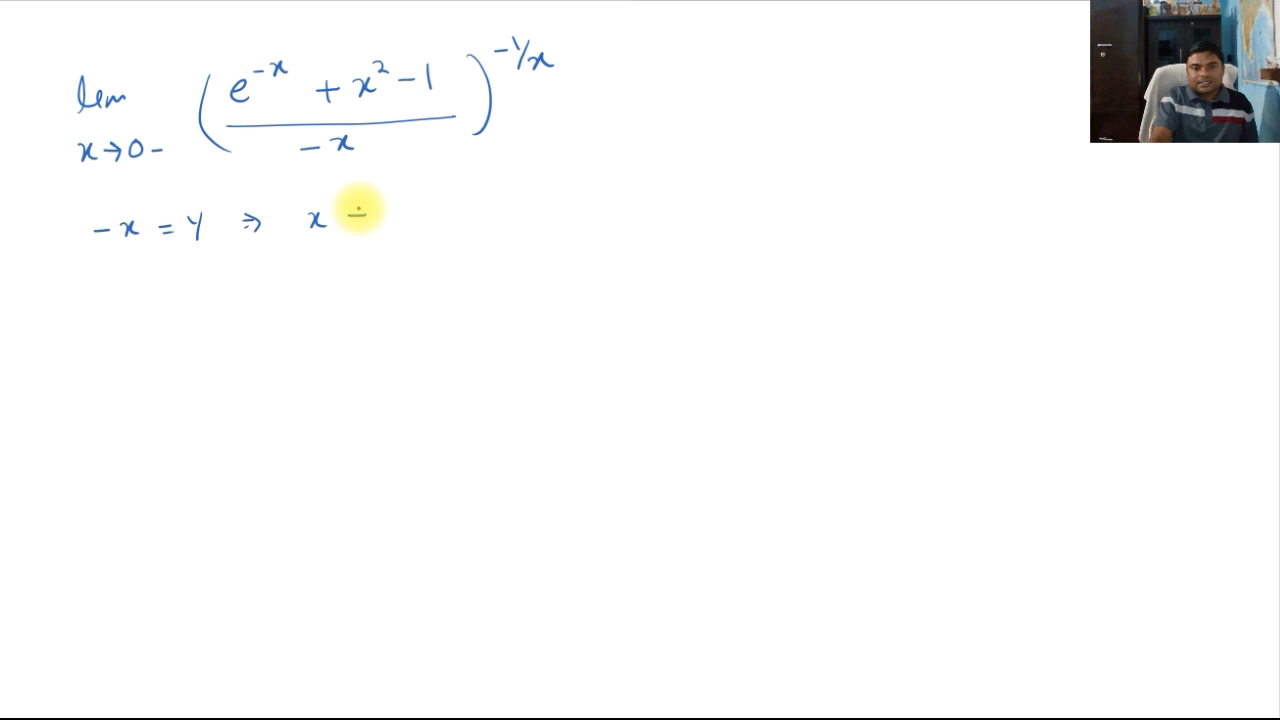 lim ( e^{-x} + x^2 - 1 / -x )^{-1/x}
x → 0-
-x = y ⇒ x =